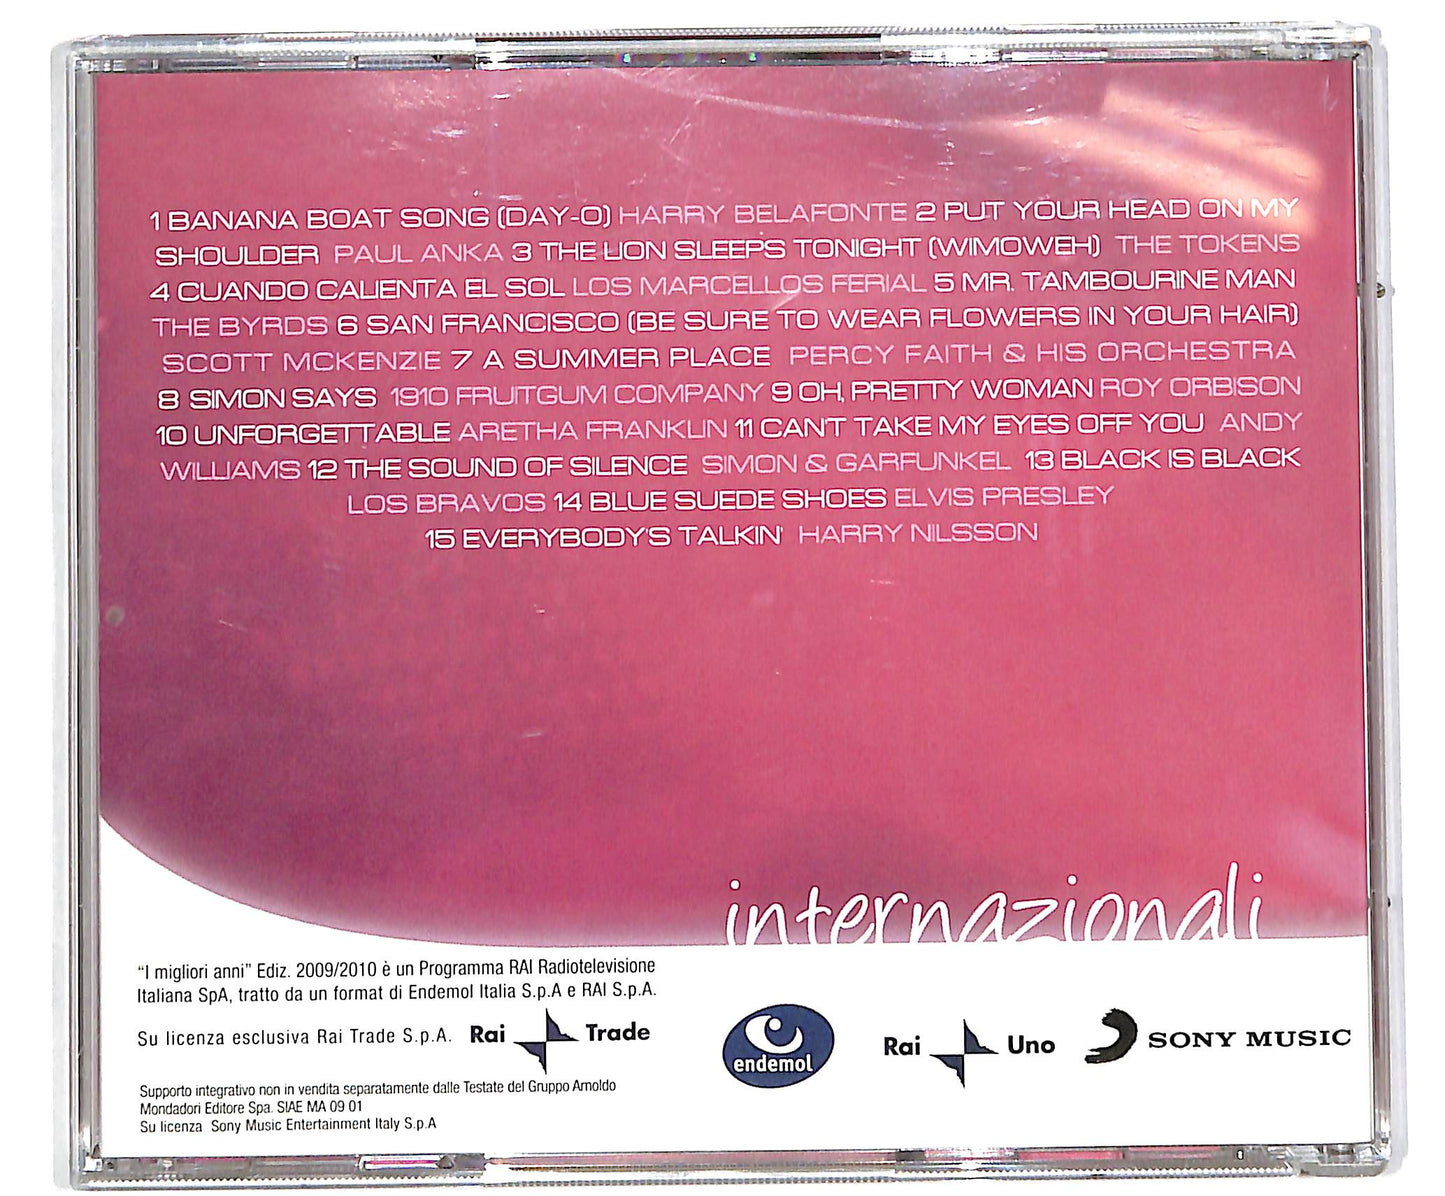 1 BANANA BOAT SONG (DAY-O) HARRY BELAFONTE 2 PUT YOUR HEAD ON MY
SHOULDER PAUL ANKA 3 THE LION SLEEPS TONIGHT (WIMOWEH) THE TOKENS
4 CUANDO CALIENTA EL SOL LOS MARCELLOS FERIAL 5 MR. TAMBOURINE MAN
THE BYRDS 6 SAN FRANCISCO (BE SURE TO WEAR FLOWERS IN YOUR HAIR)
SCOTT MCKENZIE 7 A SUMMER PLACE PERCY FAITH & HIS ORCHESTRA
8 SIMON SAYS 1910 FRUITGUM COMPANY 9 OH, PRETTY WOMAN ROY ORBISON
10 UNFORGETTABLE ARETHA FRANKLIN 11 CAN'T TAKE MY EYES OFF YOU ANDY
WILLIAMS 12 THE SOUND OF SILENCE SIMON & GARFUNKEL 13 BLACK IS BLACK
LOS BRAVOS 14 BLUE SUEDE SHOES ELVIS PRESLEY
15 EVERYBODY'S TALKIN' HARRY NILSSON
internazionali
"I migliori anni" Ediz. 2009/2010 è un Programma RAI Radiotelevisione
Italiana SpA, tratto da un format di Endemol Italia S.p.A e RAI S.p.A.
Su licenza esclusiva Rai Trade S.p.A. Rai Trade
endemol
Rai Uno
SONY MUSIC
Supporto integrativo non in vendita separatamente dalle Testate del Gruppo Arnoldo
Mondadori Editore Spa. SIAE MA 09 01
Su licenza Sony Music Entertainment Italy S.p.A